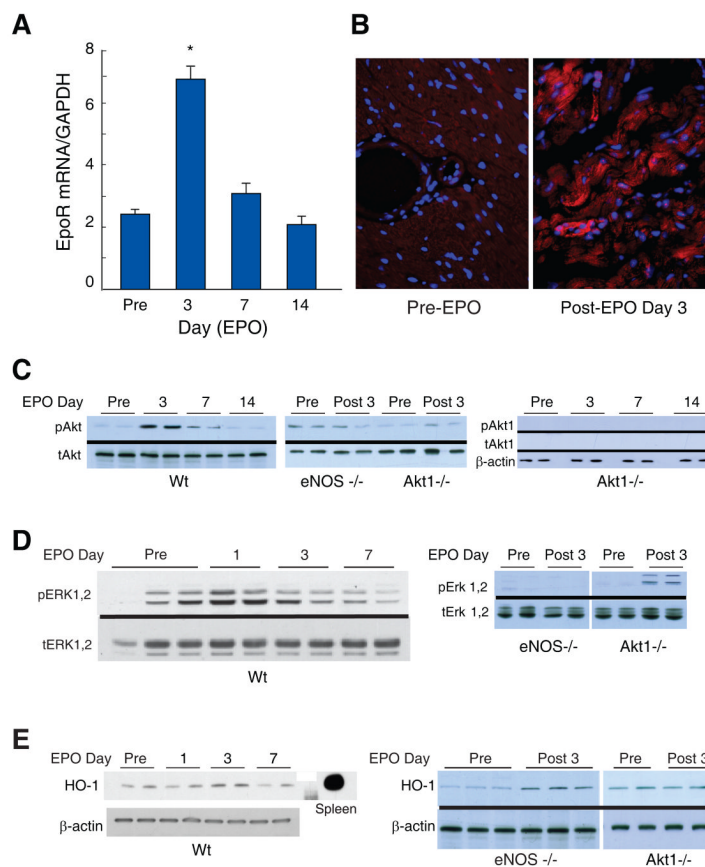 A
B
EpoR mRNA/GAPDH
8
6
4
2
0
*
Pre 3 7 14
Day (EPO)
Pre-EPO
Post-EPO Day 3
C
EPO Day Pre 3 7 14
pAkt
tAkt
Wt
Pre Post 3 Pre Post 3
eNOS -/- Akt1-/-
Pre 3 7 14
pAkt1
tAkt1
β-actin
Akt1-/-
D
EPO Day Pre 1 3 7
pERK1,2
tERK1,2
Wt
EPO Day Pre Post 3 Pre Post 3
pErk 1,2
tErk 1,2
eNOS-/- Akt1-/-
E
EPO Day Pre 1 3 7
HO-1
Spleen
β-actin
Wt
EPO Day Pre Post 3 Pre Post 3
HO-1
β-actin
eNOS -/- Akt1-/-